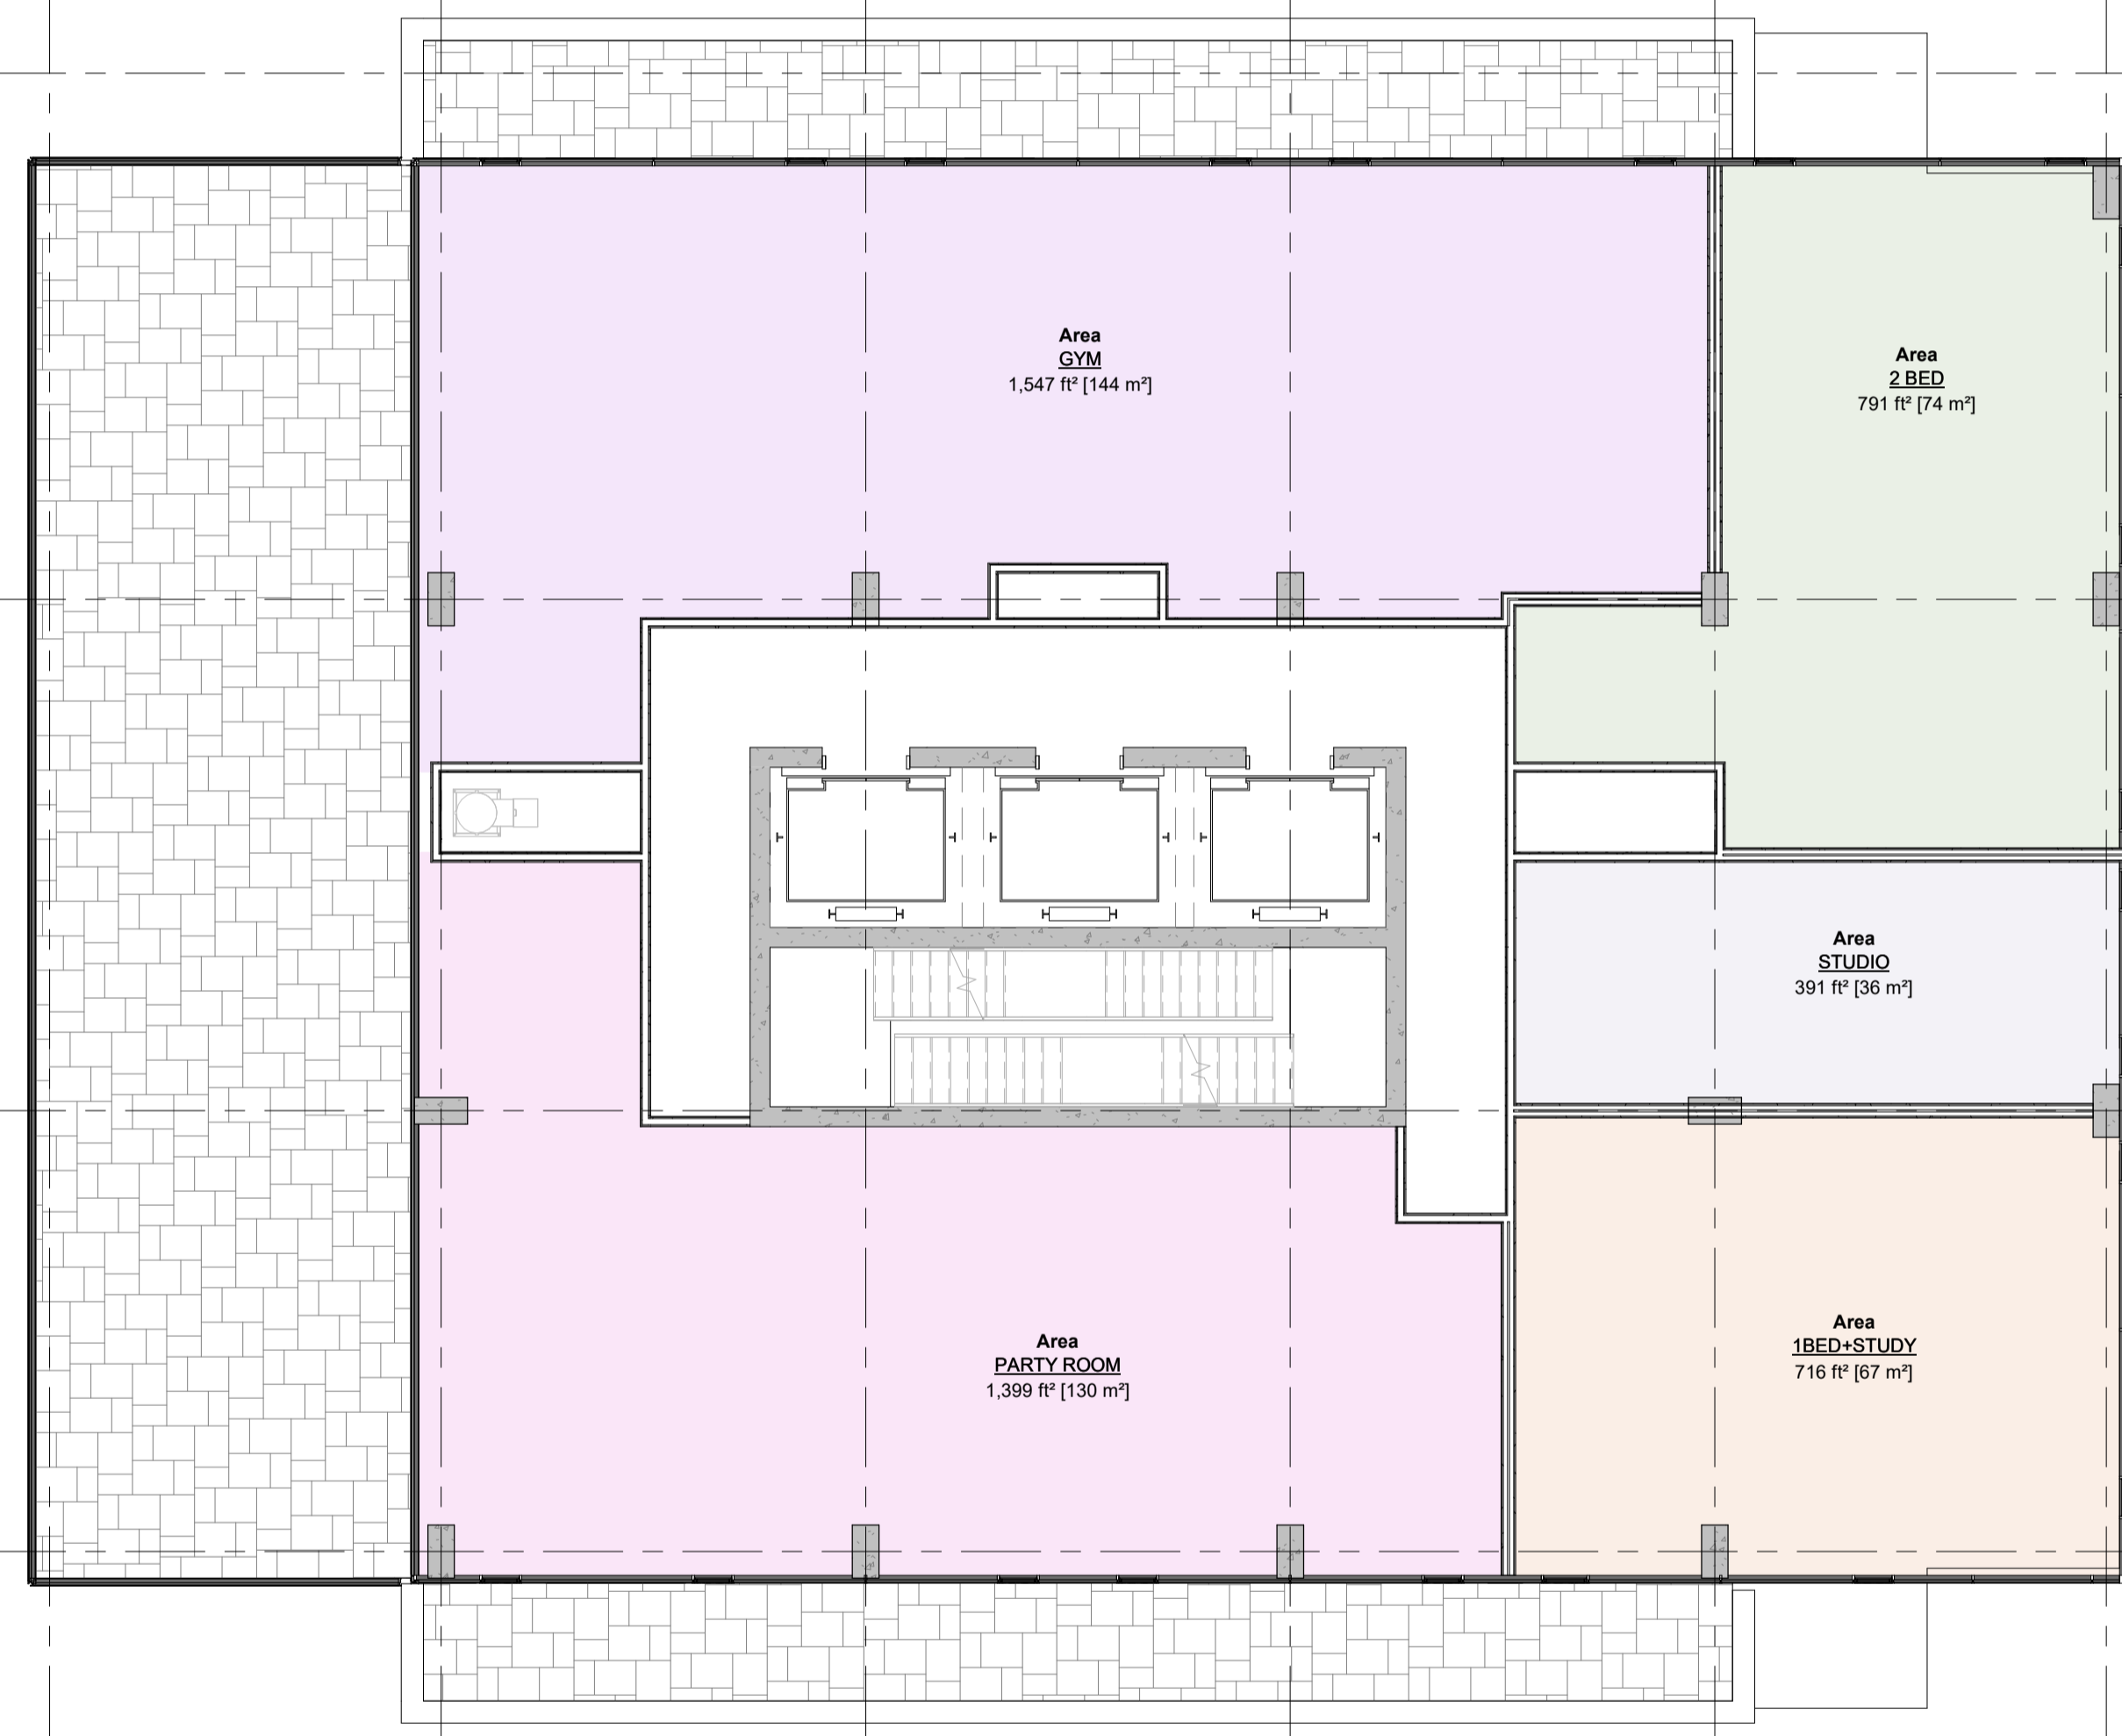 Area
GYM
1,547 ft² [144 m²]
Area
2 BED
791 ft² [74 m²]
Area
STUDIO
391 ft² [36 m²]
Area
PARTY ROOM
1,399 ft² [130 m²]
Area
1BED+STUDY
716 ft² [67 m²]